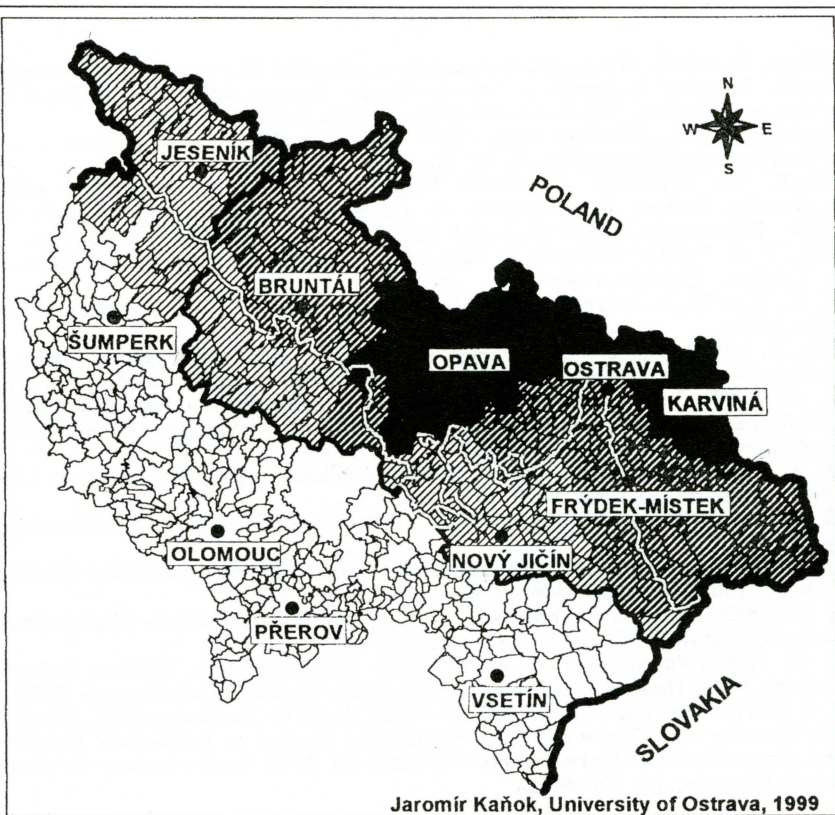 N
W E
S
JESENÍK
POLAND
BRUNTÁL
ŠUMPERK
OPAVA
OSTRAVA
KARVINÁ
FRÝDEK-MÍSTEK
OLOMOUC
NOVÝ JIČÍN
PŘEROV
VSETÍN
SLOVAKIA
Jaromír Kaňok, University of Ostrava, 1999